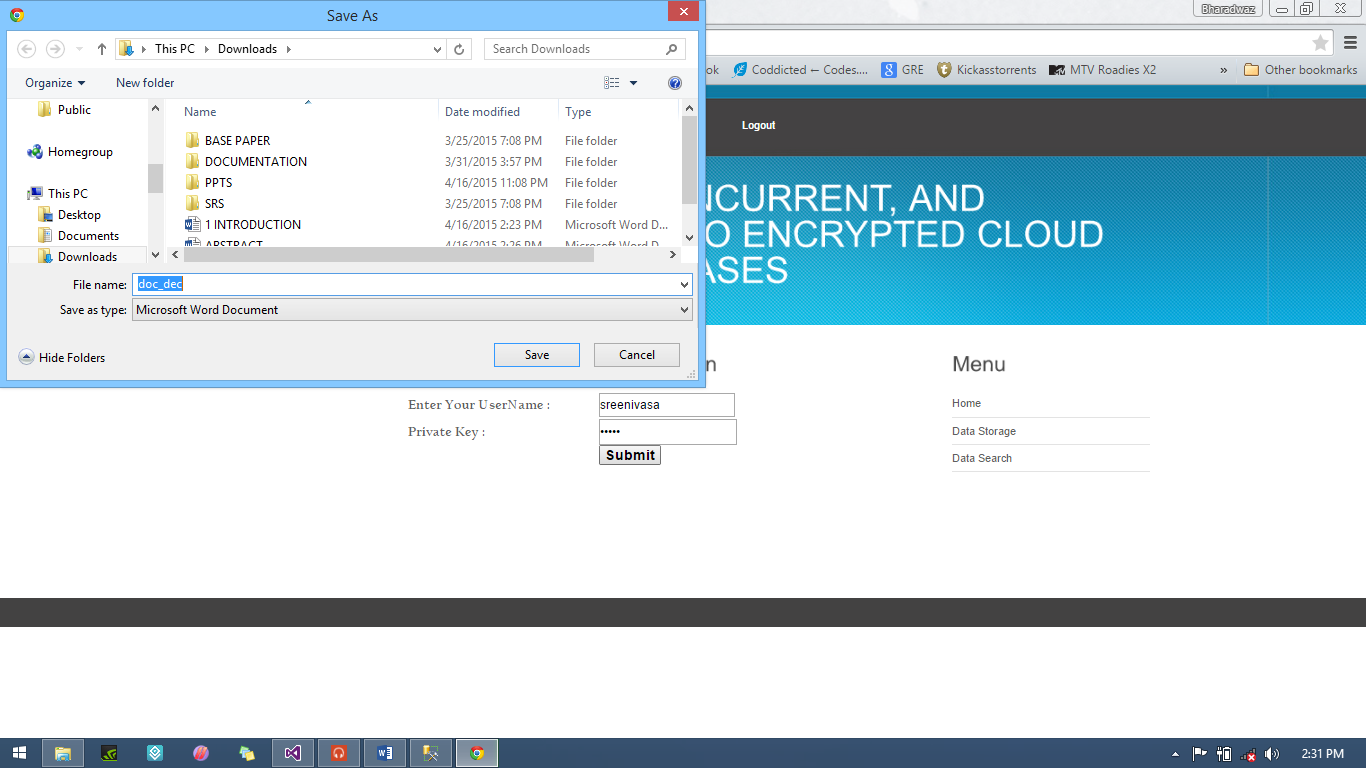 Save As
Bharadwaz
This PC
Downloads
Search Downloads
Organize
New folder
ok
Coddicted ← Codes....
GRE
Kickasstorrents
MTV Roadies X2
»
Other bookmarks
Public
Homegroup
This PC
Desktop
Documents
Downloads
Name Date modified Type
BASE PAPER 3/25/2015 7:08 PM File folder
DOCUMENTATION 3/31/2015 3:57 PM File folder
PPTS 4/16/2015 11:08 PM File folder
SRS 3/25/2015 7:08 PM File folder
1 INTRODUCTION 4/16/2015 2:23 PM Microsoft Word D...
ABSTRACT 4/16/2015 2:26 PM Microsoft Word D...
File name: doc_dec
Save as type: Microsoft Word Document
Hide Folders
Save
Cancel
Logout
NCURRENT, AND
O ENCRYPTED CLOUD
ASES
n
Enter Your UserName : sreenivasa
Private Key : •••••
Submit
Menu
Home
Data Storage
Data Search
2:31 PM